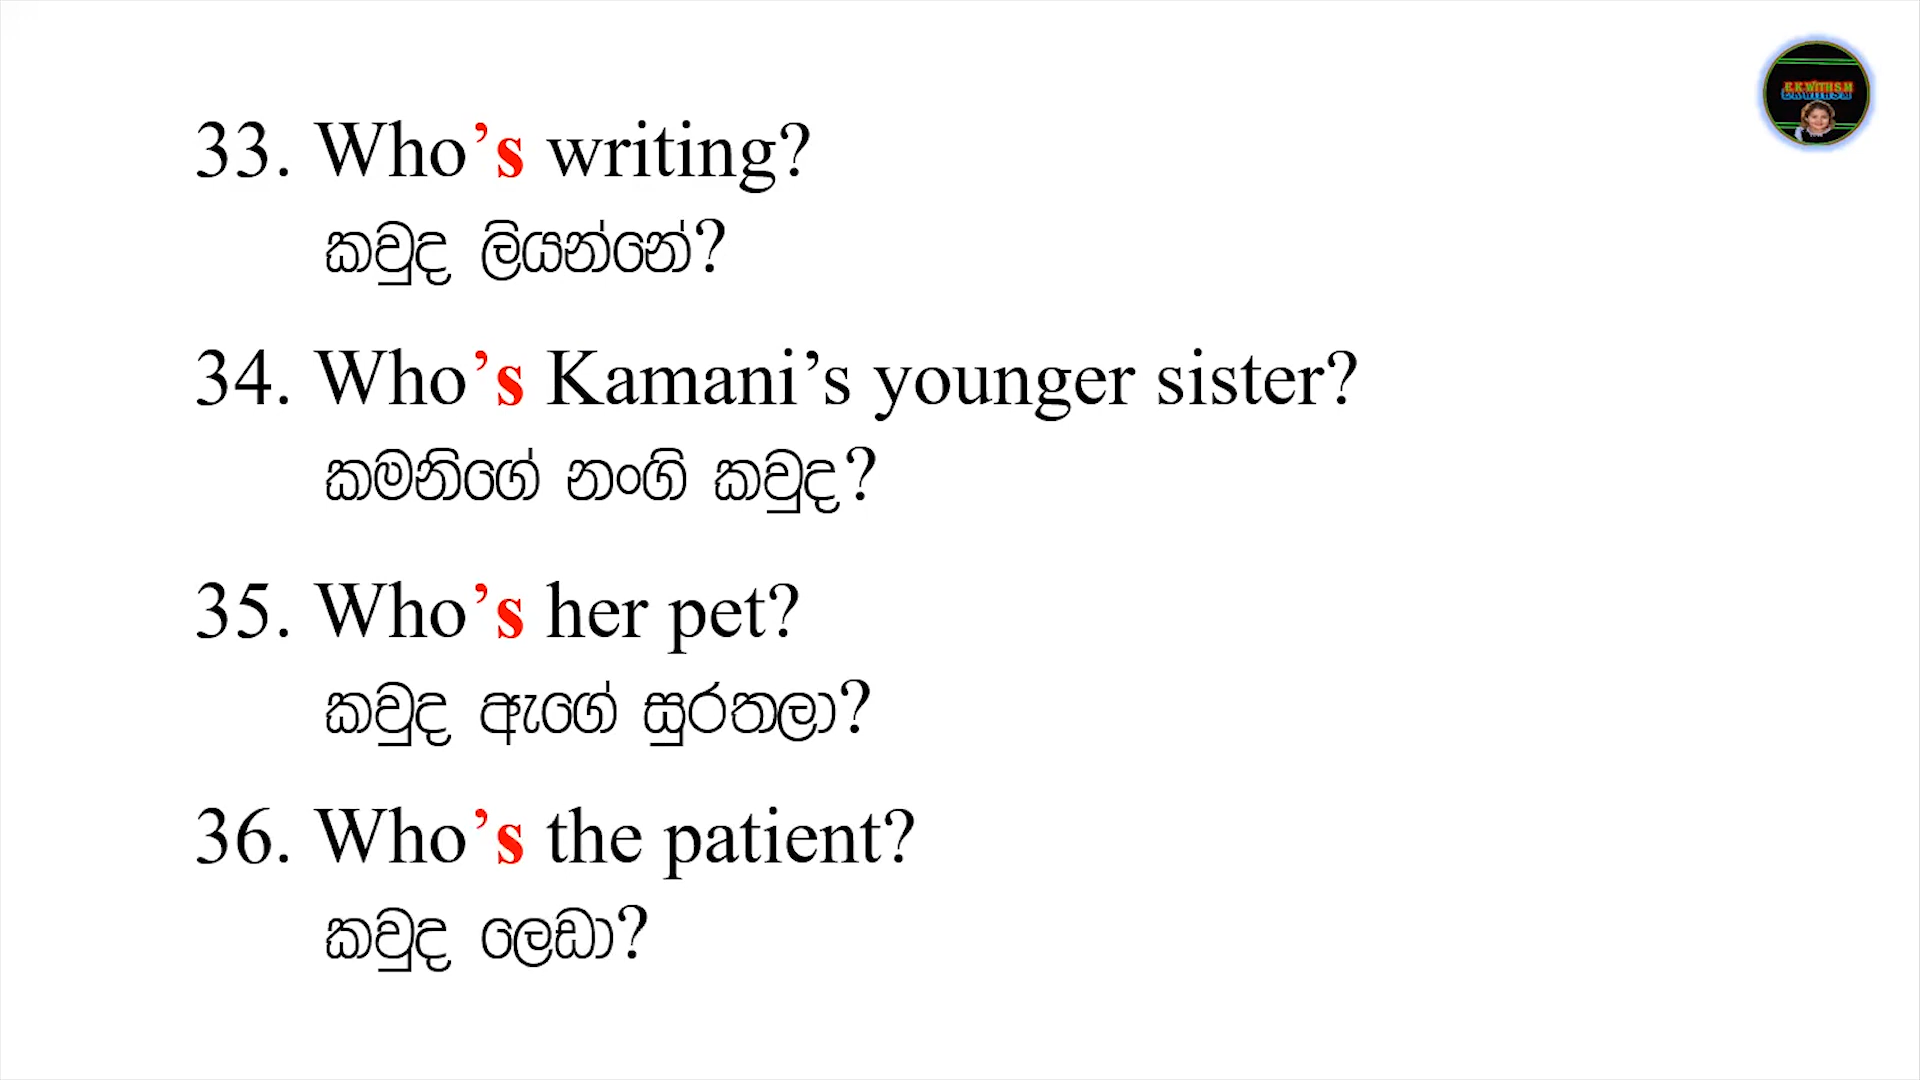 E.K.WITH S.M
33. Who’s writing?
කවුද ලියන්නේ?
34. Who’s Kamani’s younger sister?
කමනිගේ නංගි කවුද?
35. Who’s her pet?
කවුද ඇගේ සුරතලා?
36. Who’s the patient?
කවුද ලෙඩා?